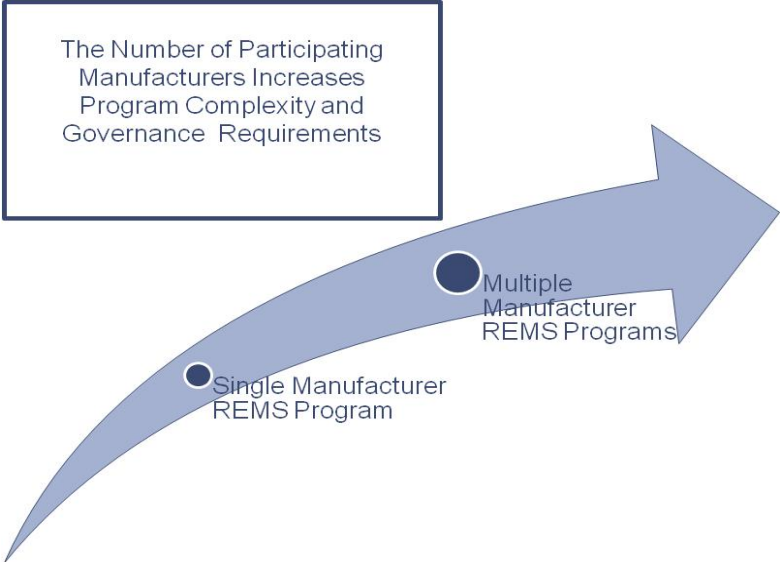 The Number of Participating
Manufacturers Increases
Program Complexity and
Governance Requirements
Multiple
Manufacturer
REMS Programs
Single Manufacturer
REMS Program